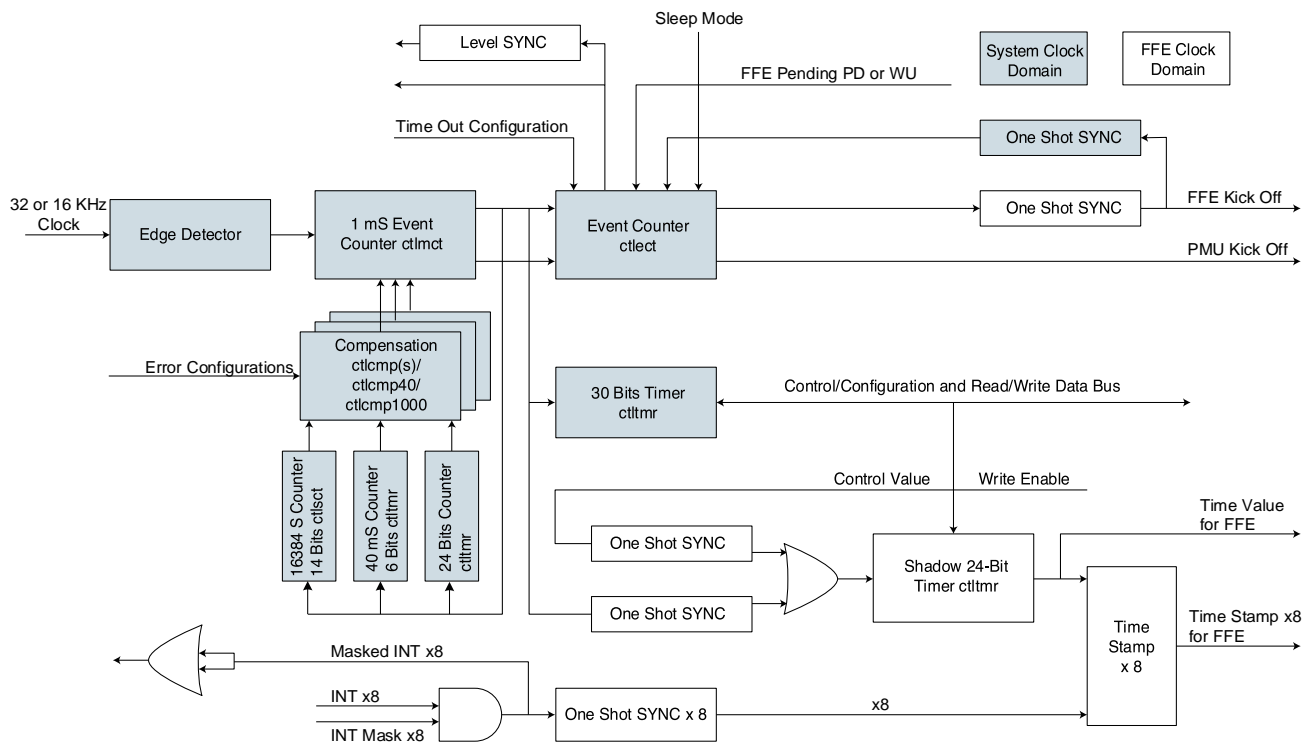 Sleep Mode
Level SYNC
System Clock
Domain
FFE Clock
Domain
FFE Pending PD or WU
Time Out Configuration
One Shot SYNC
32 or 16 KHz
Clock
Edge Detector
1 mS Event
Counter ctlmct
Event Counter
ctlect
One Shot SYNC
FFE Kick Off
PMU Kick Off
Compensation
ctlcmp(s)/
ctlcmp40/
ctlcmp1000
Error Configurations
30 Bits Timer
ctltmr
Control/Configuration and Read/Write Data Bus
16384 S Counter
14 Bits ctlsct
40 mS Counter
6 Bits ctltmr
24 Bits Counter
ctltmr
Control Value
Write Enable
One Shot SYNC
Shadow 24-Bit
Timer ctltmr
Time Value
for FFE
One Shot SYNC
Time
Stamp
x 8
Time Stamp x8
for FFE
Masked INT x8
INT x8
INT Mask x8
One Shot SYNC x 8
x8